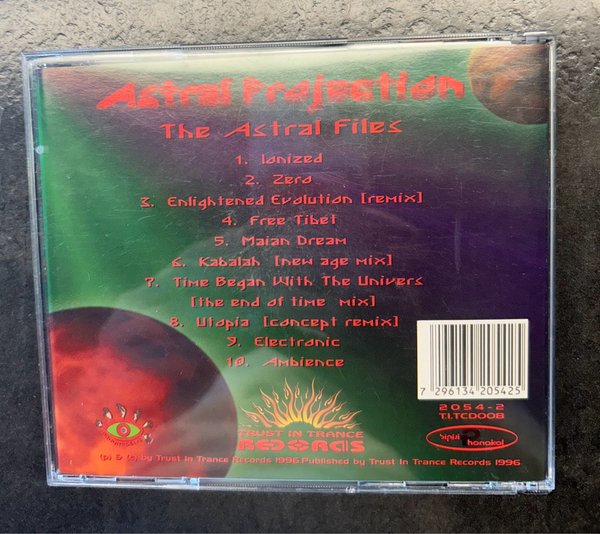 Astral Projection
The Astral Files
1. Ionized
2. Zero
3. Enlightened Evolution [remix]
4. Free Tibet
5. Maian Dream
6. Kabalah [new age mix]
7. Time Began With The Univers
[the end of time mix]
8. Utopia [concept remix]
9. Electronic
10. Ambience
7 296134 205425
2054-2
T.I.TCD008
TRUST IN TRANCE
RECORDS
(p) & (c) by Trust In Trance Records 1996.Published by Trust In Trance Records 1996